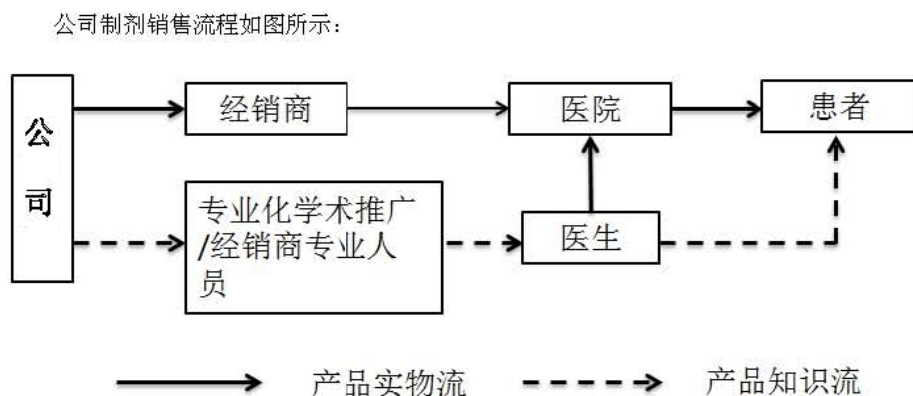 公司制剂销售流程如图所示：
公司
经销商
医院
患者
专业化学术推广
/经销商专业人
员
医生
产品实物流
产品知识流